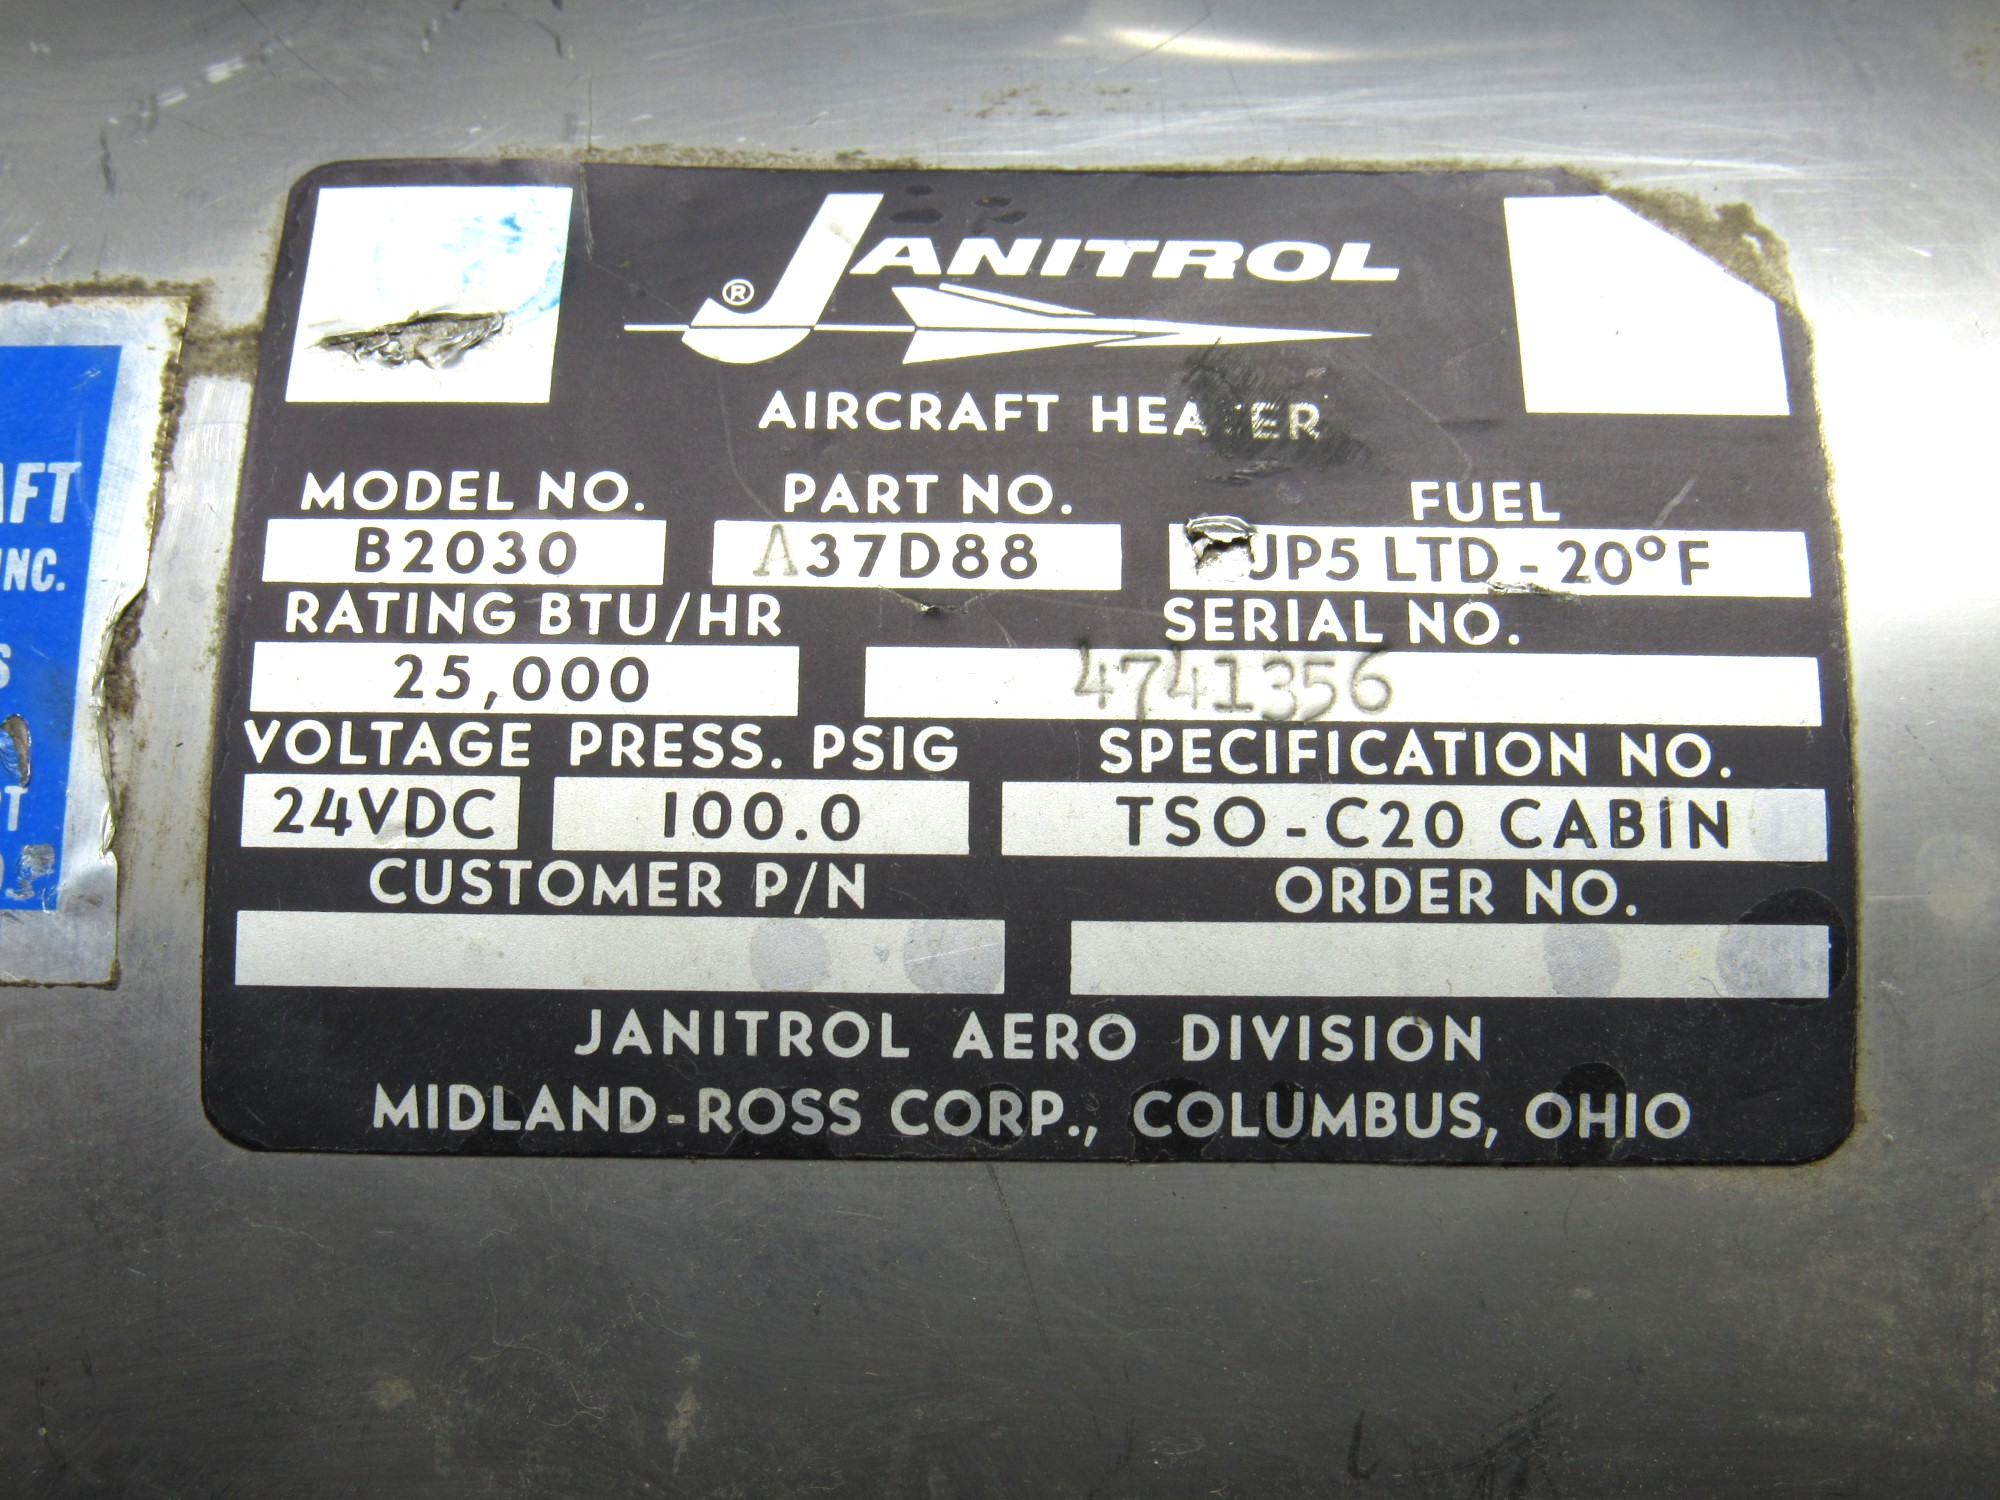 JANITROL
®
AIRCRAFT HEATER
MODEL NO. PART NO. FUEL
B2030 A37D88 JP5 LTD - 20°F
RATING BTU/HR SERIAL NO.
25,000 4741356
VOLTAGE PRESS. PSIG SPECIFICATION NO.
24VDC 100.0 TSO-C20 CABIN
CUSTOMER P/N ORDER NO.
JANITROL AERO DIVISION
MIDLAND-ROSS CORP., COLUMBUS, OHIO
AFT
INC.
S
T